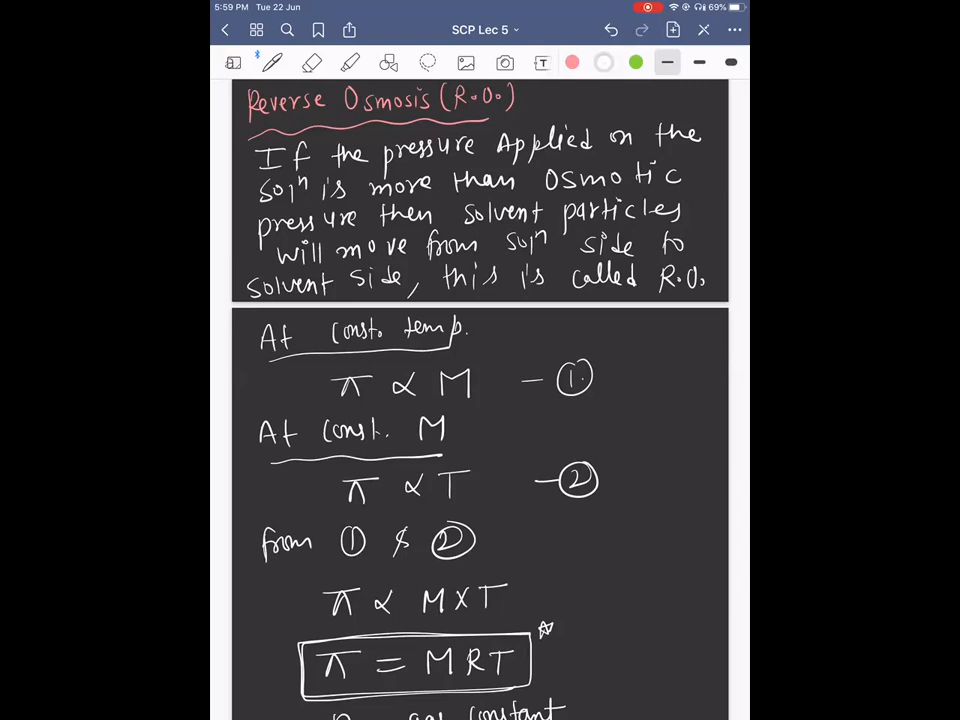 5:59 PM Tue 22 Jun
69%
SCP Lec 5
T
Reverse Osmosis (R.O.)
If the pressure Applied on the
solⁿ is more than Osmotic
pressure then solvent particles
will move from solⁿ side to
solvent side, this is called R.O.
At const. temp.
π ∝ M — ①
At const. M
π ∝ T — ②
from ① & ②
π ∝ M X T
π = MRT ☆
gas constant